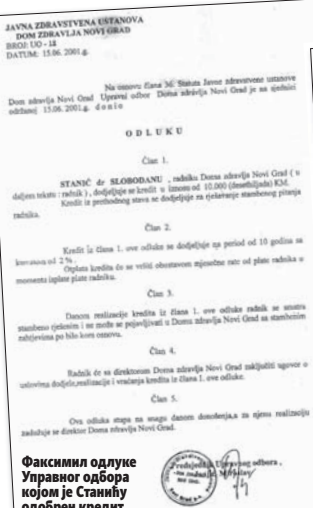 JAVNA ZDRAVSTVENA USTANOVA
DOM ZDRAVLJA NOVI GRAD
BROJ: UO - 18
DATUM: 15.06. 2001.g.
Na osnovu člana 36. Statuta Javne zdravstvene ustanove
Dom zdravlja Novi Grad Upravni odbor Doma zdravlja Novi Grad je na sjednici
održanoj 15.06.2001.g. donio
O D L U K U
Član 1.
STANIĆ dr SLOBODANU , radniku Doma zdravlja Novi Grad ( u
daljem tekstu : radnik ) , dodjeljuje se kredit u iznosu od 10.000 (desethiljada) KM.
Kredit iz prethodnog stava se dodjeljuje za rješavanje stambenog pitanja
radnika.
Član 2.
Kredit iz člana 1. ove odluke se dodjeljuje na period od 10 godina sa
kamatom od 2 % .
Otplata kredita će se vršiti obustavom mjesečne rate od plate radnika u
momentu isplate plate radniku.
Član 3.
Danom realizacije kredita iz člana 1. ove odluke radnik se smatra
stambeno rješenim i ne može se pojavljivati u Domu zdravlja Novi Grad sa stambenim
zahtjevima po bilo kom osnovu.
Član 4.
Radnik će sa direktorom Doma zdravlja Novi Grad zaključiti ugovor o
uslovima dodjele,realizacije i vraćanja kredita iz člana 1. ove odluke.
Član 5.
Ova odluka stupa na snagu danom donošenja,a za njenu realizaciju
zadužuje se direktor Doma zdravlja Novi Grad.
Predsjednik Upravnog odbora ,
Факсимил одлуке
Управног одбора
којом је Станићу
одобрен кредит